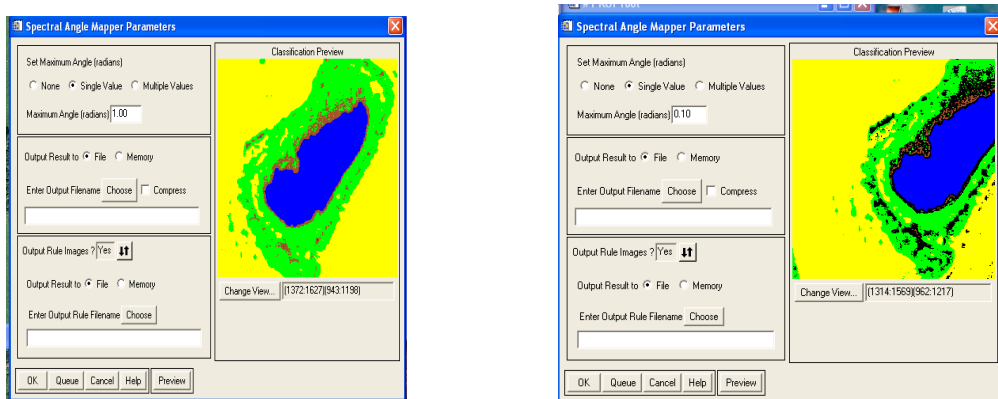 Spectral Angle Mapper Parameters
Set Maximum Angle (radians)
None Single Value Multiple Values
Maximum Angle (radians) 1.00
Output Result to File Memory
Enter Output Filename Choose Compress
Output Rule Images ? Yes
Output Result to File Memory
Enter Output Rule Filename Choose
OK Queue Cancel Help Preview
Classification Preview
Change View... (1372:1627)(943:1198)
Spectral Angle Mapper Parameters
Set Maximum Angle (radians)
None Single Value Multiple Values
Maximum Angle (radians) 0.10
Output Result to File Memory
Enter Output Filename Choose Compress
Output Rule Images ? Yes
Output Result to File Memory
Enter Output Rule Filename Choose
OK Queue Cancel Help Preview
Classification Preview
Change View... (1314:1569)(962:1217)